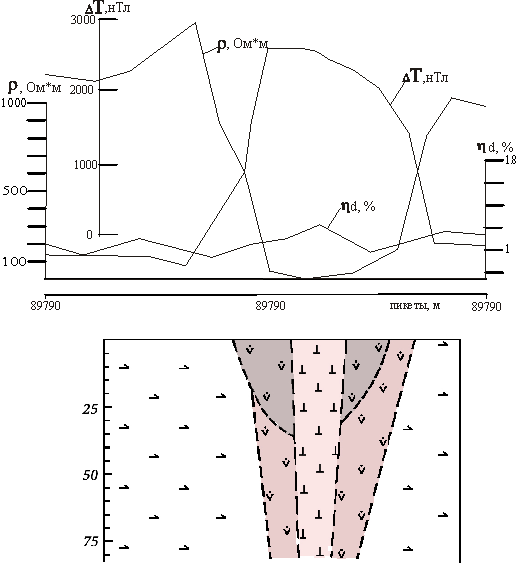 ΔT,нТл
3000
ρ, Ом*м
ΔT,нТл
ρ, Ом*м
2000
1000
1000
ηd, %
18
500
ηd, %
0
1
100
89790
89790
пикеты, м
89790
25
50
75